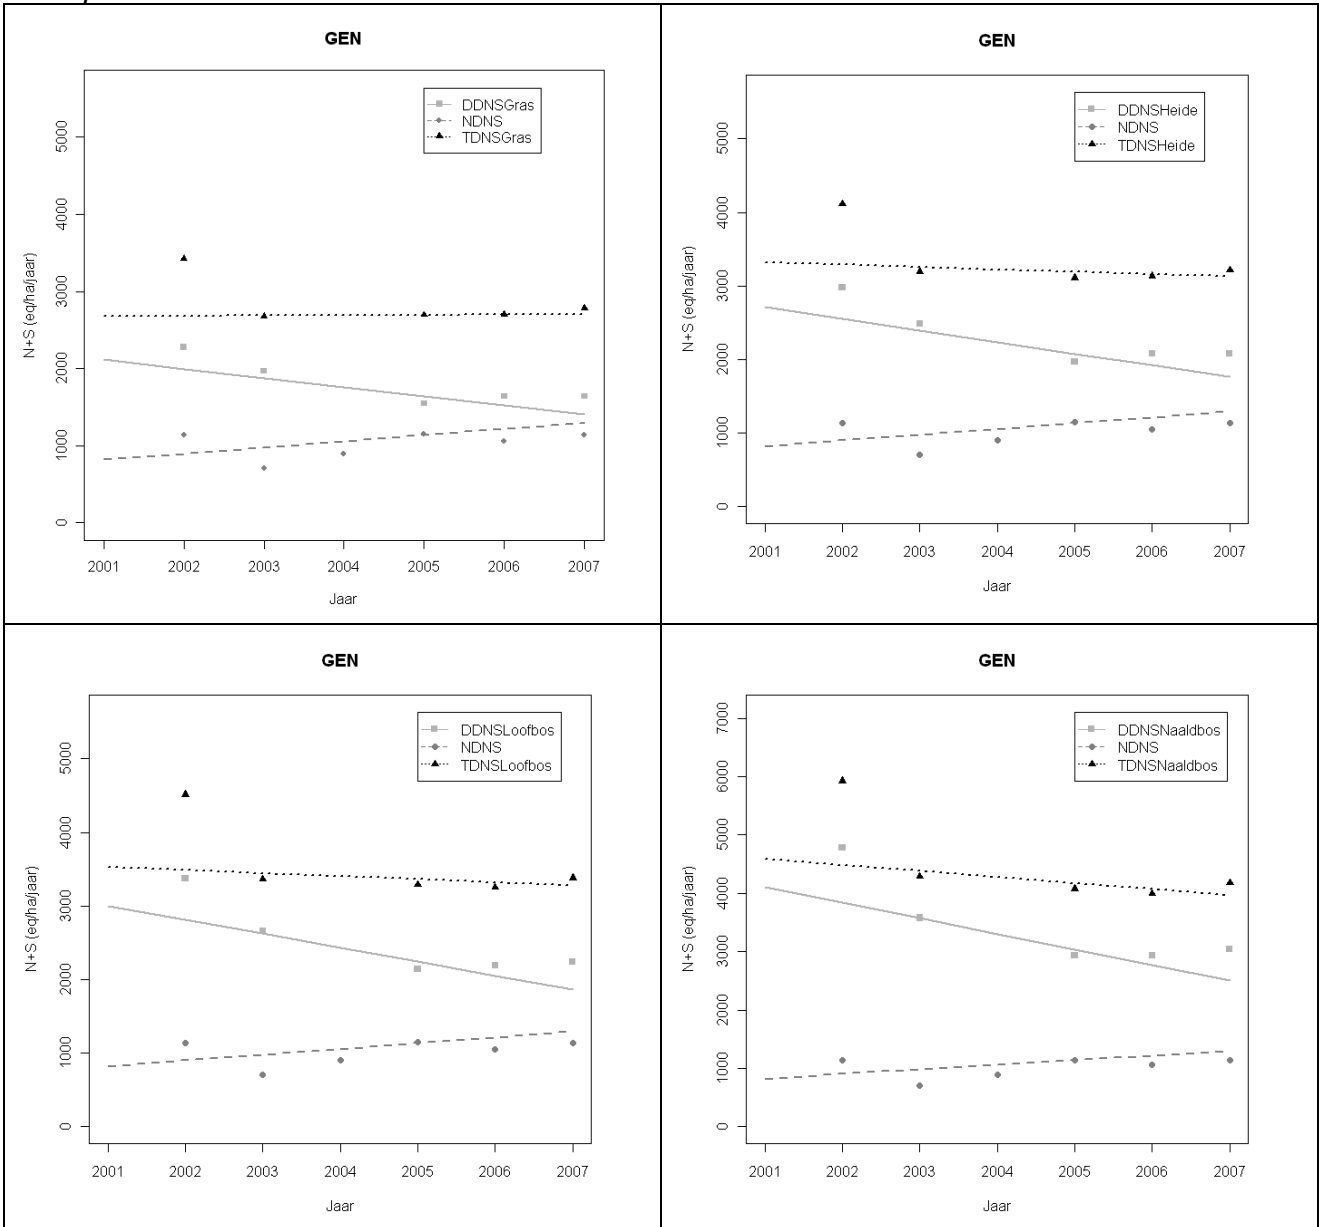 GEN
DDNSGras
NDNS
TDNSGras
N+S (eq/ha/jaar)
5000
4000
3000
2000
1000
0
2001 2002 2003 2004 2005 2006 2007
Jaar
GEN
DDNSHeide
NDNS
TDNSHeide
N+S (eq/ha/jaar)
5000
4000
3000
2000
1000
0
2001 2002 2003 2004 2005 2006 2007
Jaar
GEN
DDNSLoofbos
NDNS
TDNSLoofbos
N+S (eq/ha/jaar)
5000
4000
3000
2000
1000
0
2001 2002 2003 2004 2005 2006 2007
Jaar
GEN
DDNSNaaldbos
NDNS
TDNSNaaldbos
N+S (eq/ha/jaar)
7000
6000
5000
4000
3000
2000
1000
0
2001 2002 2003 2004 2005 2006 2007
Jaar